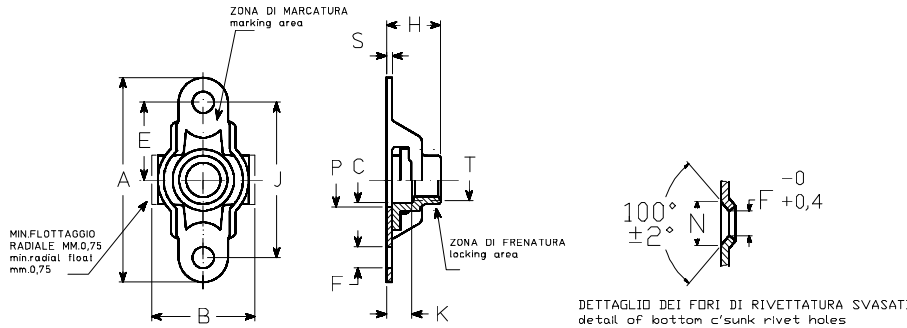 ZONA DI MARCATURA
marking area
H
S
E
A
J
P
C
T
MIN.FLOTTAGGIO
RADIALE MM.0,75
min.radial float
mm.0,75
B
F
K
ZONA DI FRENATURA
locking area
100°
±2°
N
F
-0
+0,4
DETTAGLIO DEI FORI DI RIVETTATURA SVASATI
detail of bottom c'sunk rivet holes